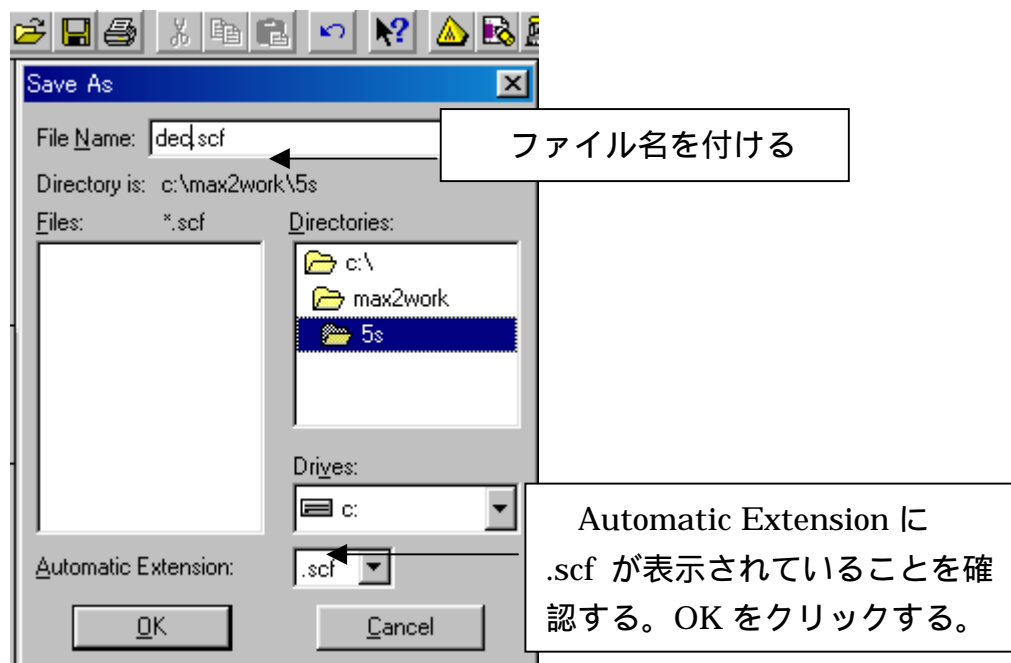 Save As
File Name: dec.scf
ファイル名を付ける
Directory is: c:\max2work\5s
Files: *.scf Directories:
c:\
max2work
5s
Drives:
c:
Automatic Extension: .scf
Automatic Extension に
.scf が表示されていることを確
認する。OK をクリックする。
OK Cancel